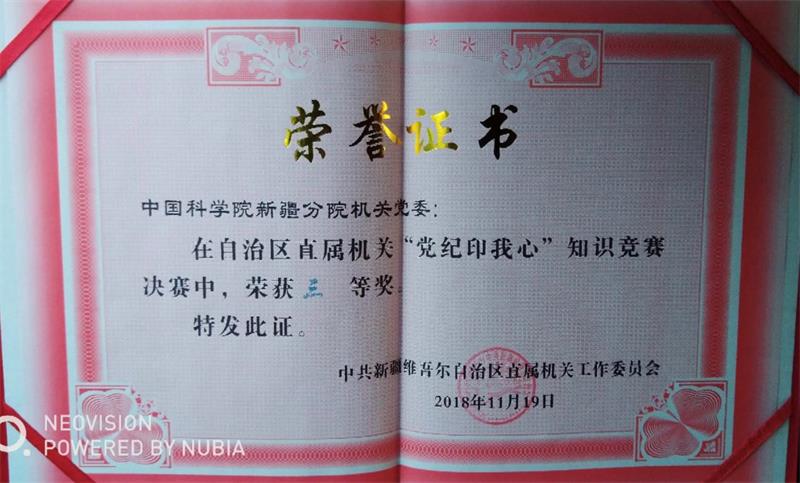 荣誉证书
中国科学院新疆分院机关党委：
在自治区直属机关“党纪印我心”知识竞赛
决赛中，荣获 三 等奖。
特发此证。
中共新疆维吾尔自治区直属机关工作委员会
2018年11月19日
NEOVISION
POWERED BY NUBIA